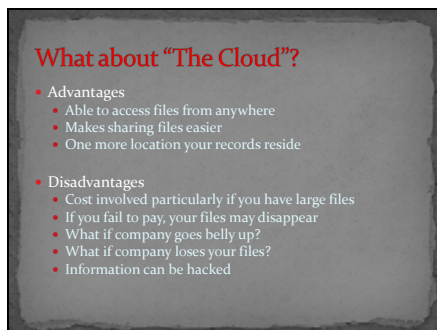 What about “The Cloud”?
• Advantages
• Able to access files from anywhere
• Makes sharing files easier
• One more location your records reside
• Disadvantages
• Cost involved particularly if you have large files
• If you fail to pay, your files may disappear
• What if company goes belly up?
• What if company loses your files?
• Information can be hacked